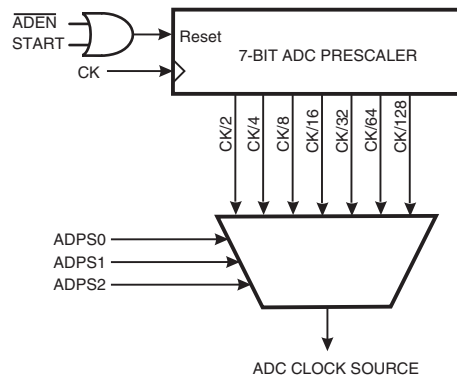 ADEN
START
Reset
7-BIT ADC PRESCALER
CK
CK/2
CK/4
CK/8
CK/16
CK/32
CK/64
CK/128
ADPS0
ADPS1
ADPS2
ADC CLOCK SOURCE